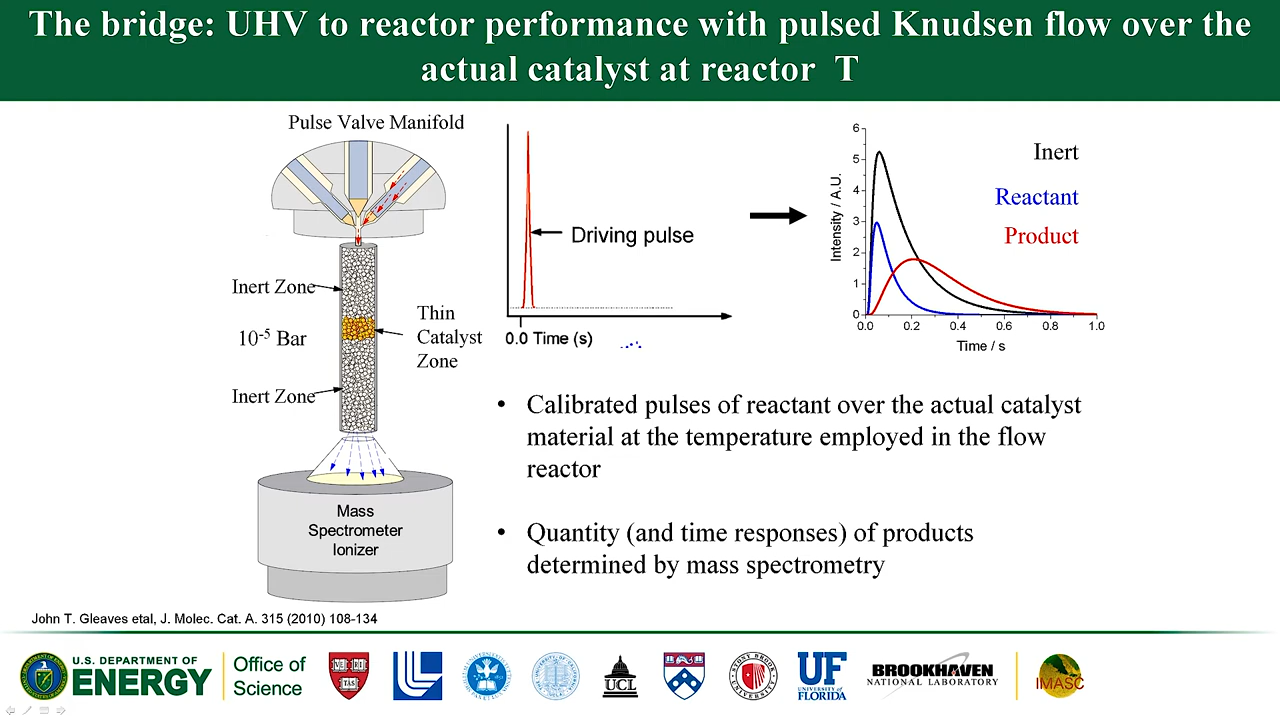 The bridge: UHV to reactor performance with pulsed Knudsen flow over the
actual catalyst at reactor T
Pulse Valve Manifold
Inert Zone
10-5 Bar
Inert Zone
Thin
Catalyst
Zone
Mass
Spectrometer
Ionizer
Driving pulse
0.0 Time (s)
Intensity / A.U.
6
5
4
3
2
1
0
0.0 0.2 0.4 0.6 0.8 1.0
Time / s
Inert
Reactant
Product
• Calibrated pulses of reactant over the actual catalyst
material at the temperature employed in the flow
reactor
• Quantity (and time responses) of products
determined by mass spectrometry
John T. Gleaves etal, J. Molec. Cat. A. 315 (2010) 108-134
U.S. DEPARTMENT OF
ENERGY
Office of
Science
VE RI
TAS
UCL
UF
UNIVERSITY of
FLORIDA
BROOKHAVEN
NATIONAL LABORATORY
IMASC